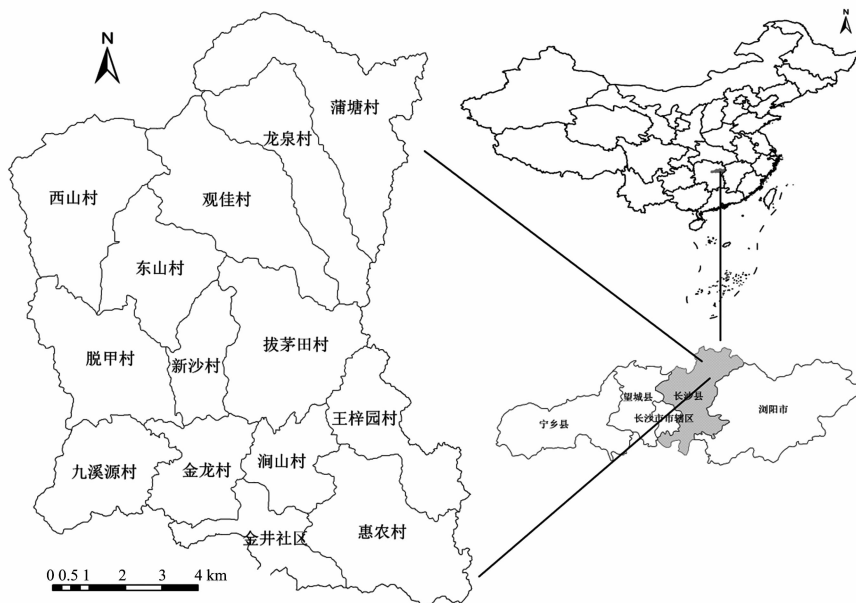 N
蒲塘村
龙泉村
西山村
观佳村
东山村
脱甲村
新沙村
拔茅田村
王梓园村
九溪源村
金龙村
涧山村
金井社区
惠农村
0 0.5 1 2 3 4 km
N
望城县
长沙县
宁乡县
长沙市市辖区
浏阳市